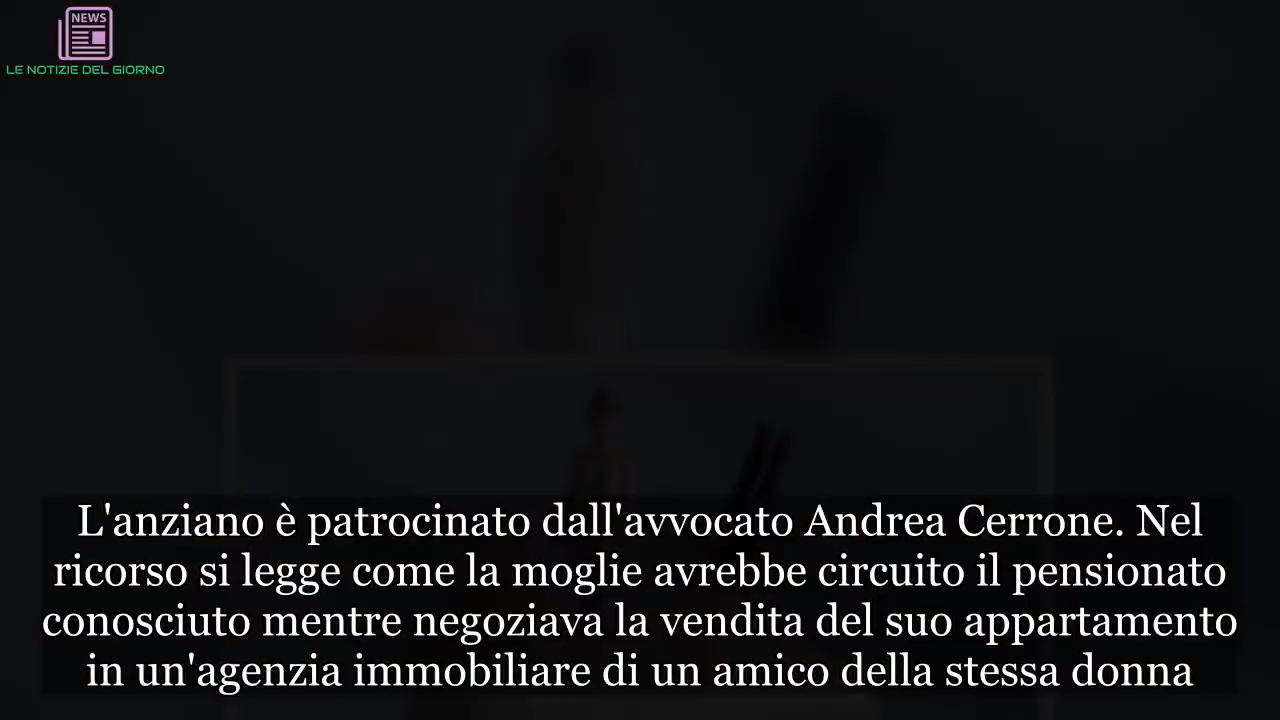 NEWS
LE NOTIZIE DEL GIORNO
L'anziano è patrocinato dall'avvocato Andrea Cerrone. Nel
ricorso si legge come la moglie avrebbe circuito il pensionato
conosciuto mentre negoziava la vendita del suo appartamento
in un'agenzia immobiliare di un amico della stessa donna